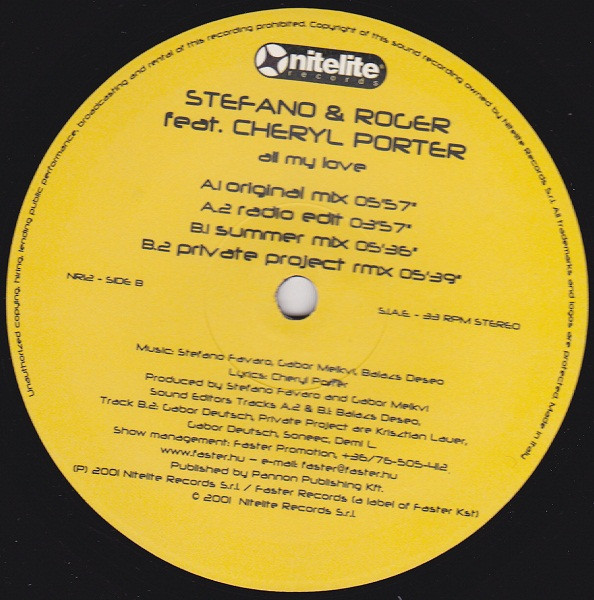 Unauthorized copying, hiring, lending public performance, broadcasting and rental of this recording prohibited. Copyright of this sound recording owned by Nitelite Records S.r.l. All trademarks and logos are protected. Made in Italy
nitelite®
records
STEFANO & ROGER
feat. CHERYL PORTER
all my love
A.1 original mix 05'57"
A.2 radio edit 03'57"
B.1 summer mix 05'36"
B.2 private project rmx 05'39"
NR12 - SIDE B
S.I.A.E. - 33 RPM STEREO
Music: Stefano Favaro, Gabor Melkvi, Balazs Deseo
Lyrics: Cheryl Porter
Produced by Stefano Favaro and Gabor Melkvi
Sound Editors Tracks A.2 & B.1: Balazs Deseo,
Track B.2: Gabor Deutsch, Private Project are Krisztian Lauer,
Gabor Deutsch, Soneec, Demi L.
Show management: Faster Promotion, +36/76-505-412,
www.faster.hu - e-mail: faster@faster.hu
Published by Pannon Publishing Kft.
(P) 2001 Nitelite Records S.r.l. / Faster Records (a label of Faster Kst)
© 2001 Nitelite Records S.r.l.